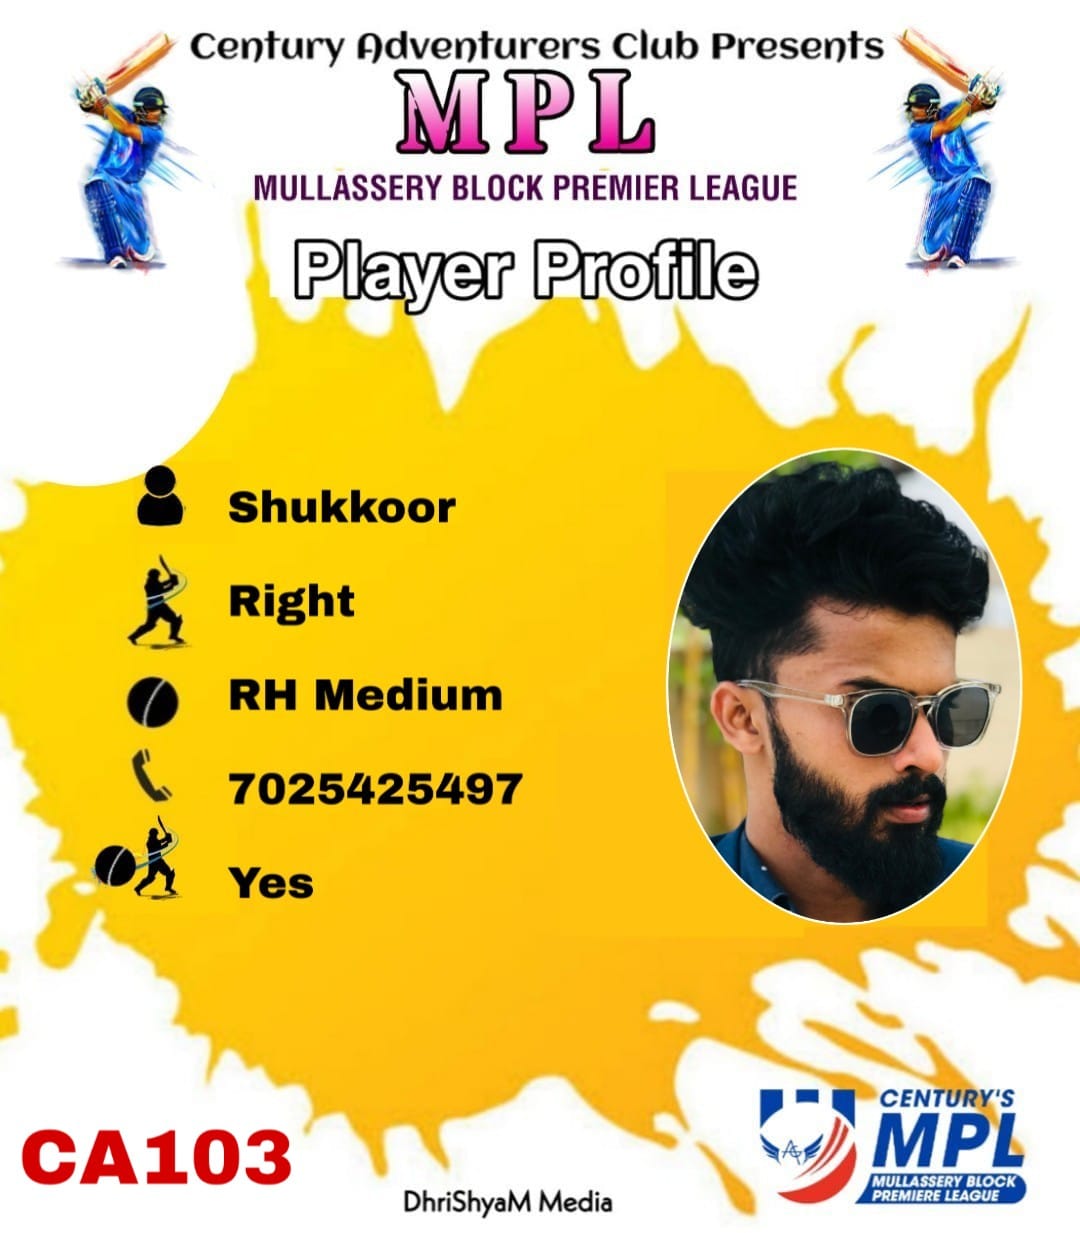 Century Adventurers Club Presents
MPL
MULLASSERY BLOCK PREMIER LEAGUE
Player Profile
Shukkoor
Right
RH Medium
7025425497
Yes
CA103
DhriShyaM Media
CENTURY'S
MPL
MULLASSERY BLOCK
PREMIERE LEAGUE